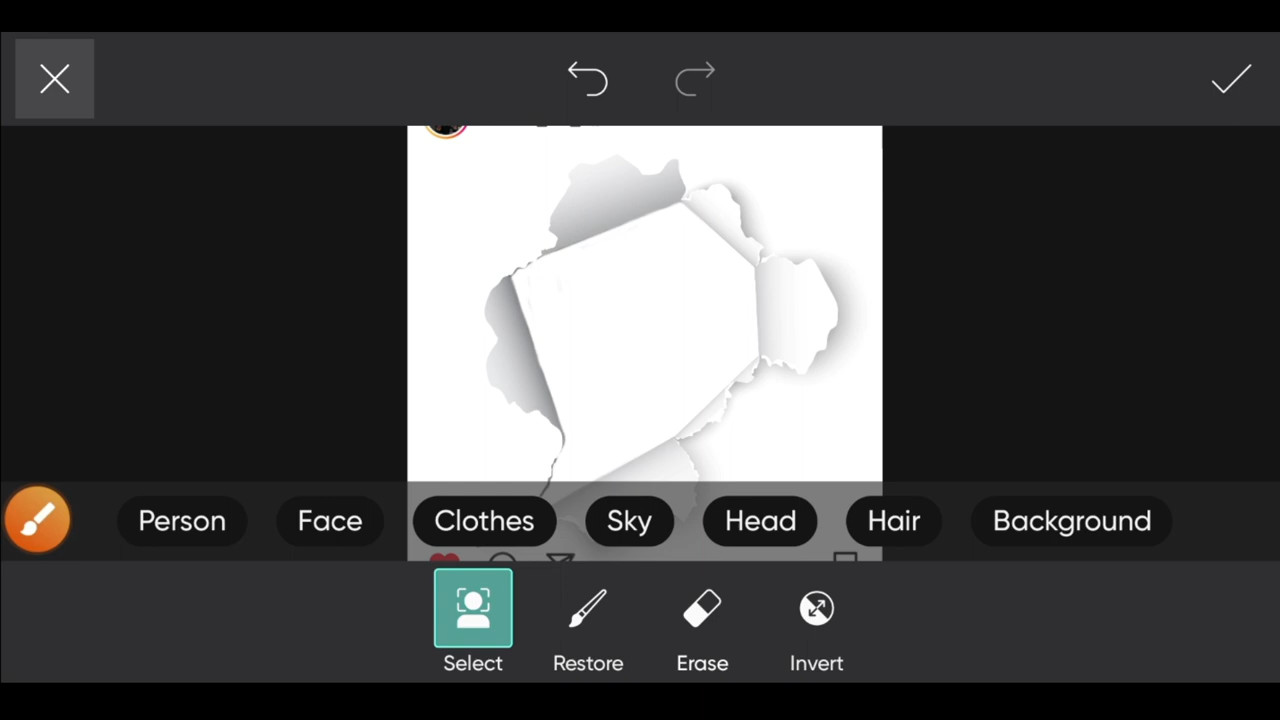 Person Face Clothes Sky Head Hair Background
Select Restore Erase Invert